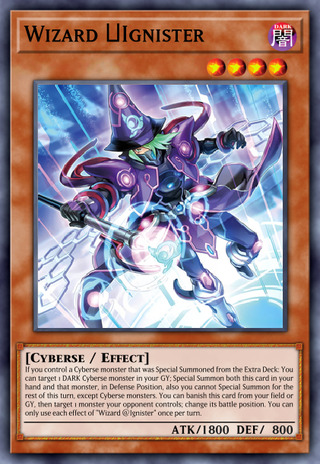 Wizard □Ignister
DARK
闇
[Cyberse / Effect]
If you control a Cyberse monster that was Special Summoned from the Extra Deck: You
can target 1 DARK Cyberse monster in your GY; Special Summon both this card in your
hand and that monster, in Defense Position, also you cannot Special Summon for the
rest of this turn, except Cyberse monsters. You can banish this card from your field or
GY, then target 1 monster your opponent controls; change its battle position. You can
only use each effect of "Wizard @Ignister" once per turn.
ATK/1800 DEF/ 800